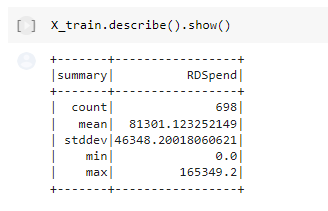 [ ] X_train.describe().show()
+-------+-----------------+
|summary|          RDSpend|
+-------+-----------------+
|  count|              698|
|   mean|  81301.123252149|
| stddev|46348.20018060621|
|    min|              0.0|
|    max|         165349.2|
+-------+-----------------+